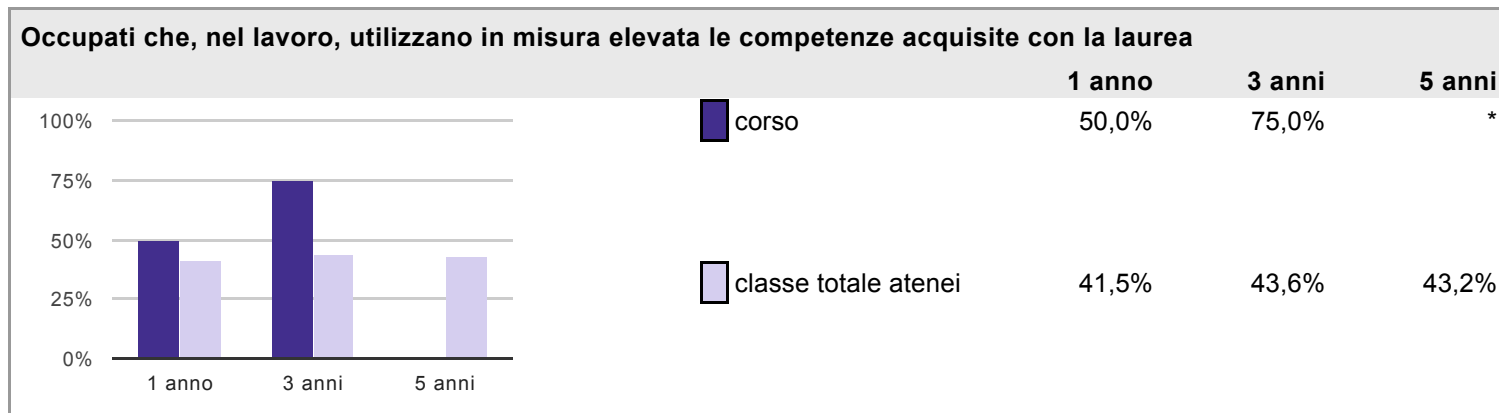 Occupati che, nel lavoro, utilizzano in misura elevata le competenze acquisite con la laurea
1 anno 3 anni 5 anni
100%
75%
50%
25%
0%
1 anno 3 anni 5 anni
corso 50,0% 75,0% *
classe totale atenei 41,5% 43,6% 43,2%